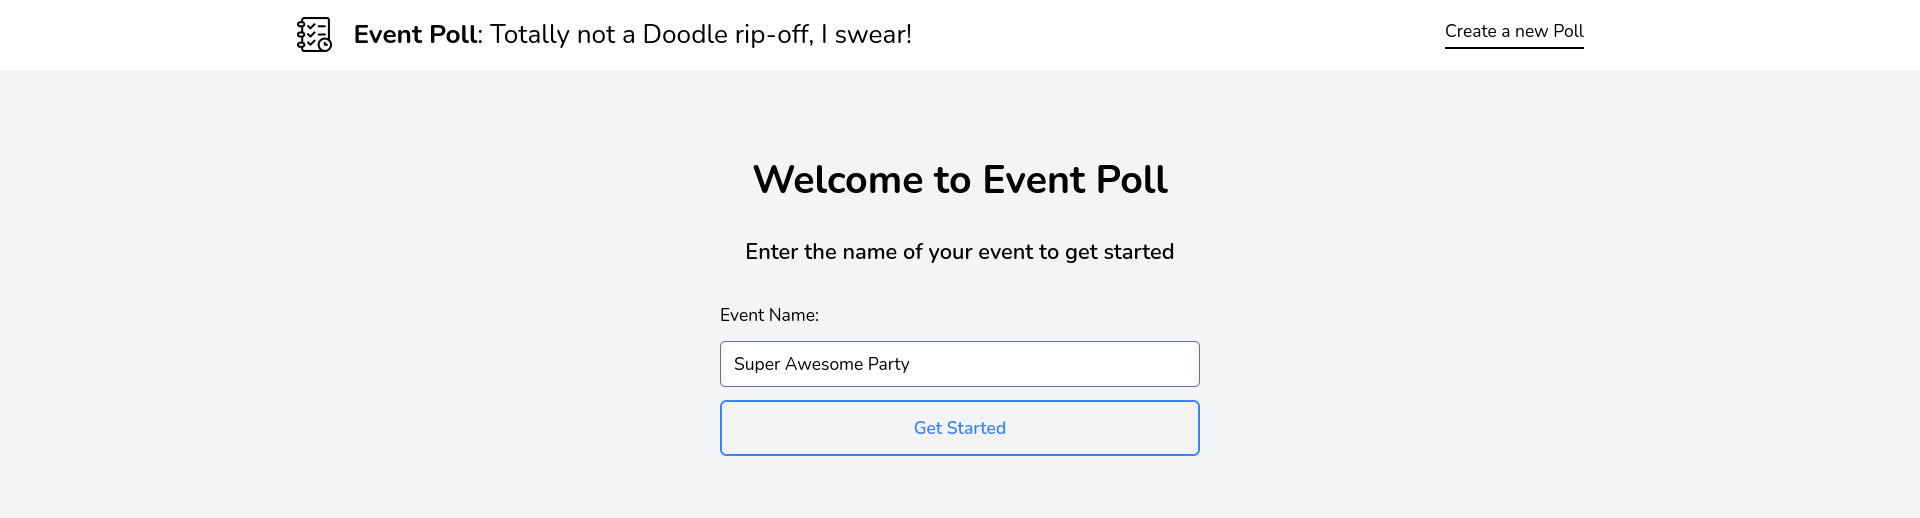 Event Poll: Totally not a Doodle rip-off, I swear!
Create a new Poll
Welcome to Event Poll
Enter the name of your event to get started
Event Name:
Super Awesome Party
Get Started